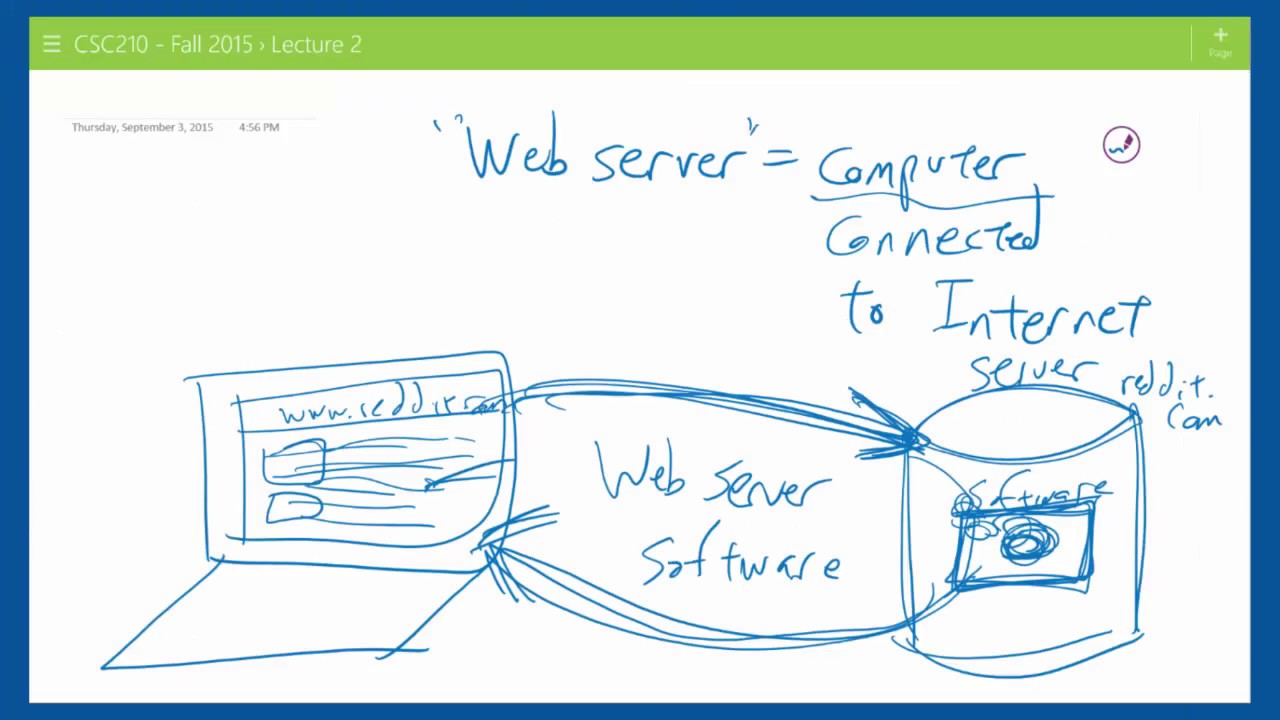 CSC210 - Fall 2015 › Lecture 2
Page
Thursday, September 3, 2015 4:56 PM
"Web server" = Computer
Connected
to Internet
server
reddit.
com
www.reddit.com
Web Server
Software
software